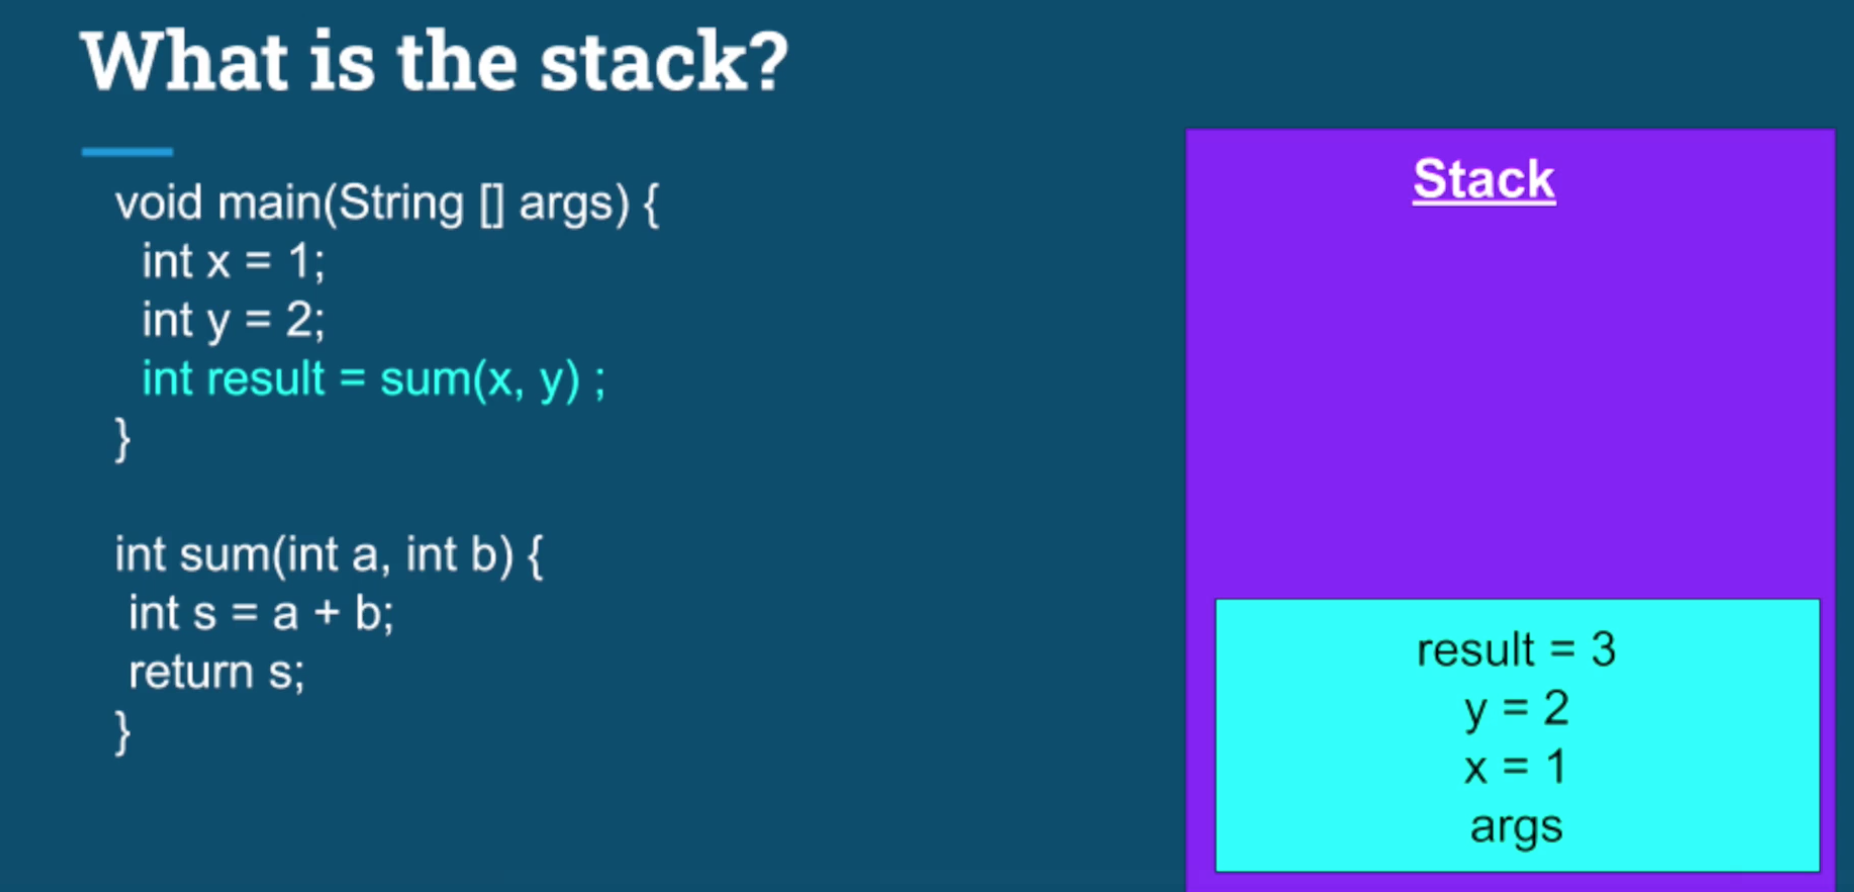 What is the stack?
void main(String [] args) {
int x = 1;
int y = 2;
int result = sum(x, y) ;
}
int sum(int a, int b) {
int s = a + b;
return s;
}
Stack
result = 3
y = 2
x = 1
args